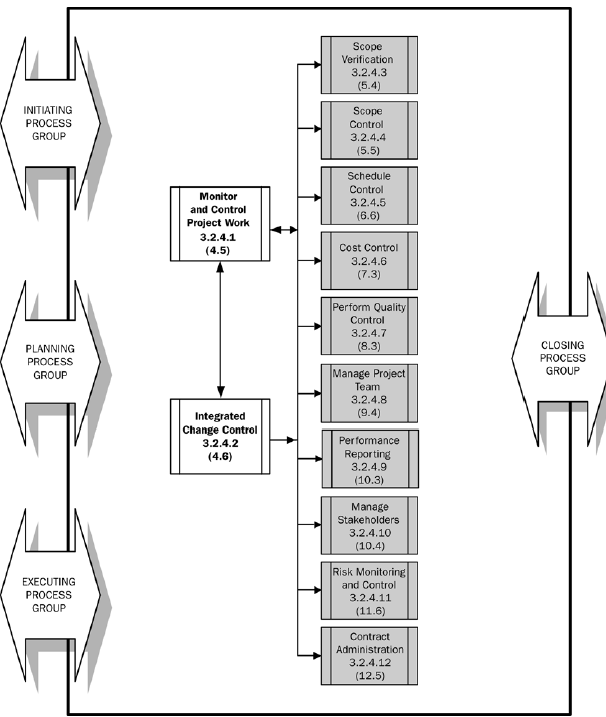 INITIATING
PROCESS
GROUP
PLANNING
PROCESS
GROUP
EXECUTING
PROCESS
GROUP
Monitor
and Control
Project Work
3.2.4.1
(4.5)
Integrated
Change Control
3.2.4.2
(4.6)
Scope
Verification
3.2.4.3
(5.4)
Scope
Control
3.2.4.4
(5.5)
Schedule
Control
3.2.4.5
(6.6)
Cost Control
3.2.4.6
(7.3)
Perform Quality
Control
3.2.4.7
(8.3)
Manage Project
Team
3.2.4.8
(9.4)
Performance
Reporting
3.2.4.9
(10.3)
Manage
Stakeholders
3.2.4.10
(10.4)
Risk Monitoring
and Control
3.2.4.11
(11.6)
Contract
Administration
3.2.4.12
(12.5)
CLOSING
PROCESS
GROUP